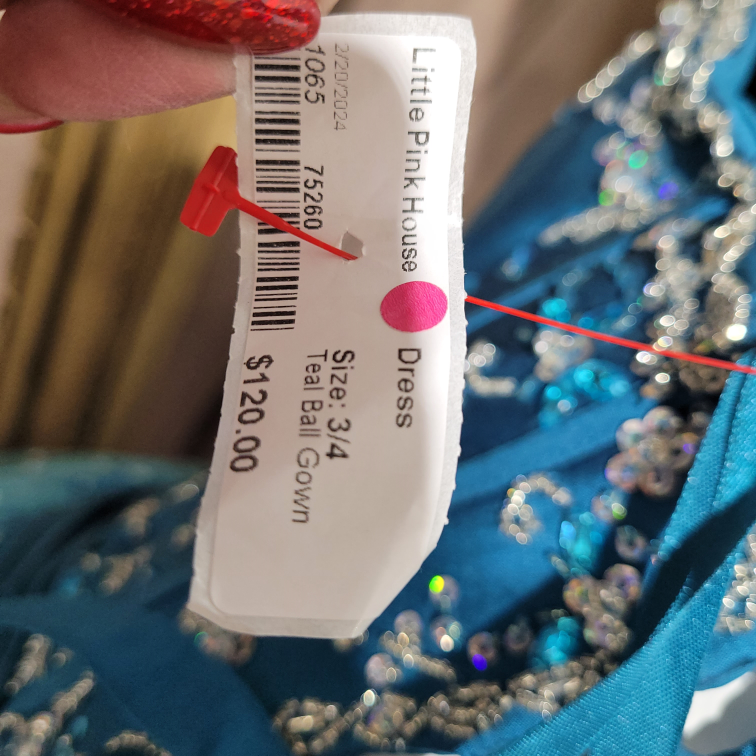 Little Pink House Dress
2/20/2024 Size: 3/4
1065 75260 Teal Ball Gown
$120.00